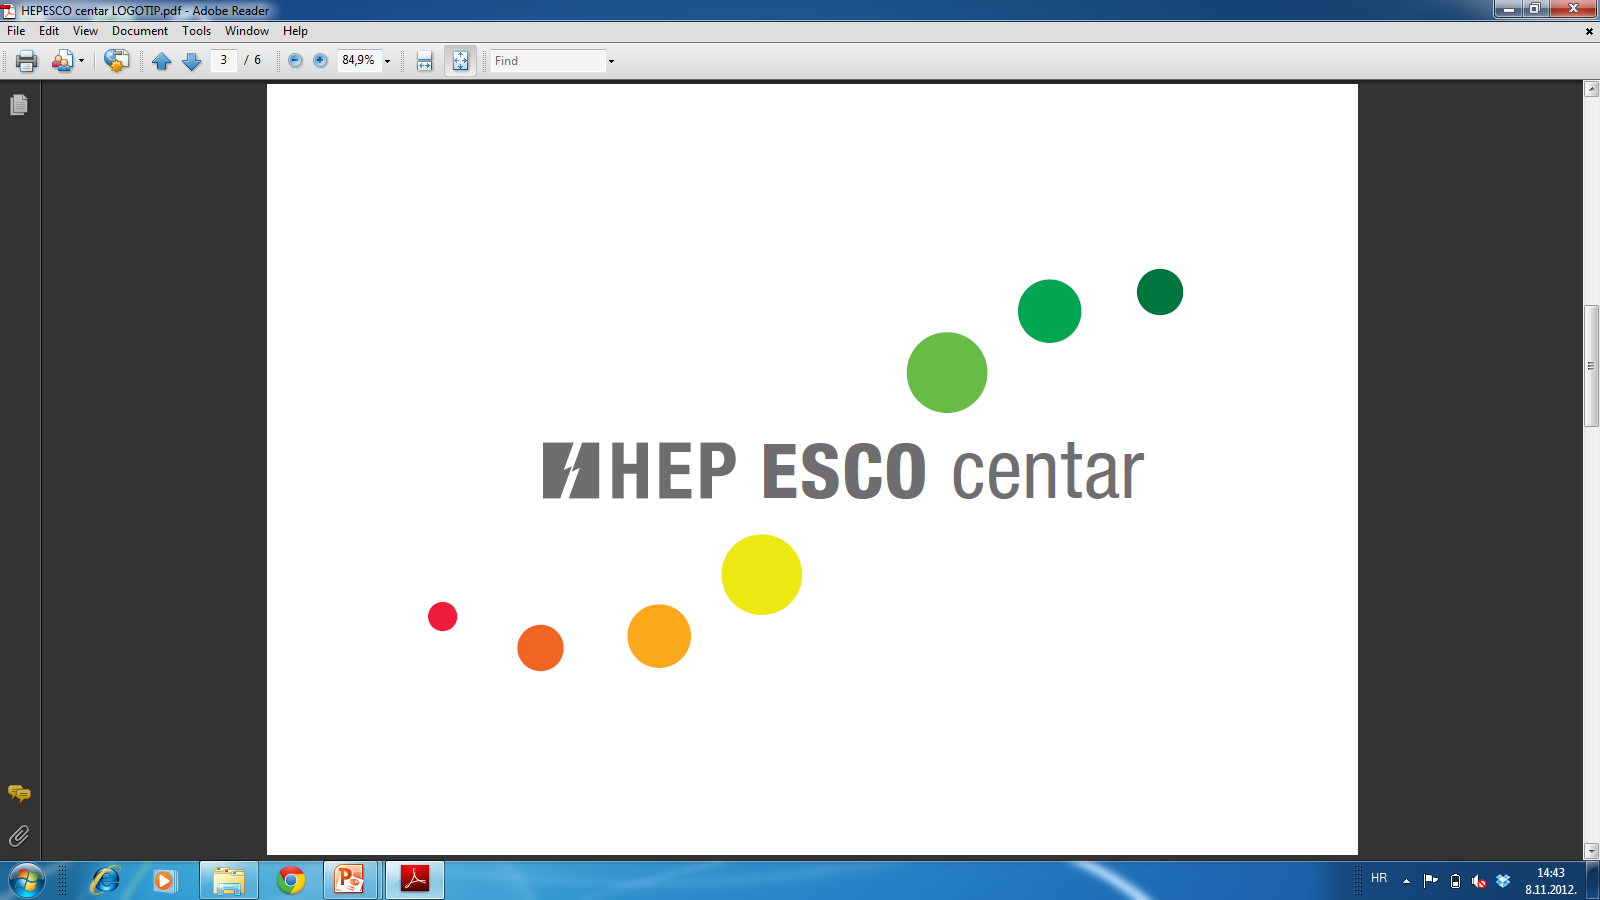 HEPESCO centar LOGOTIP.pdf - Adobe Reader
File Edit View Document Tools Window Help
3 / 6 84,9% Find
HEP ESCO centar
HR
14:43
8.11.2012.